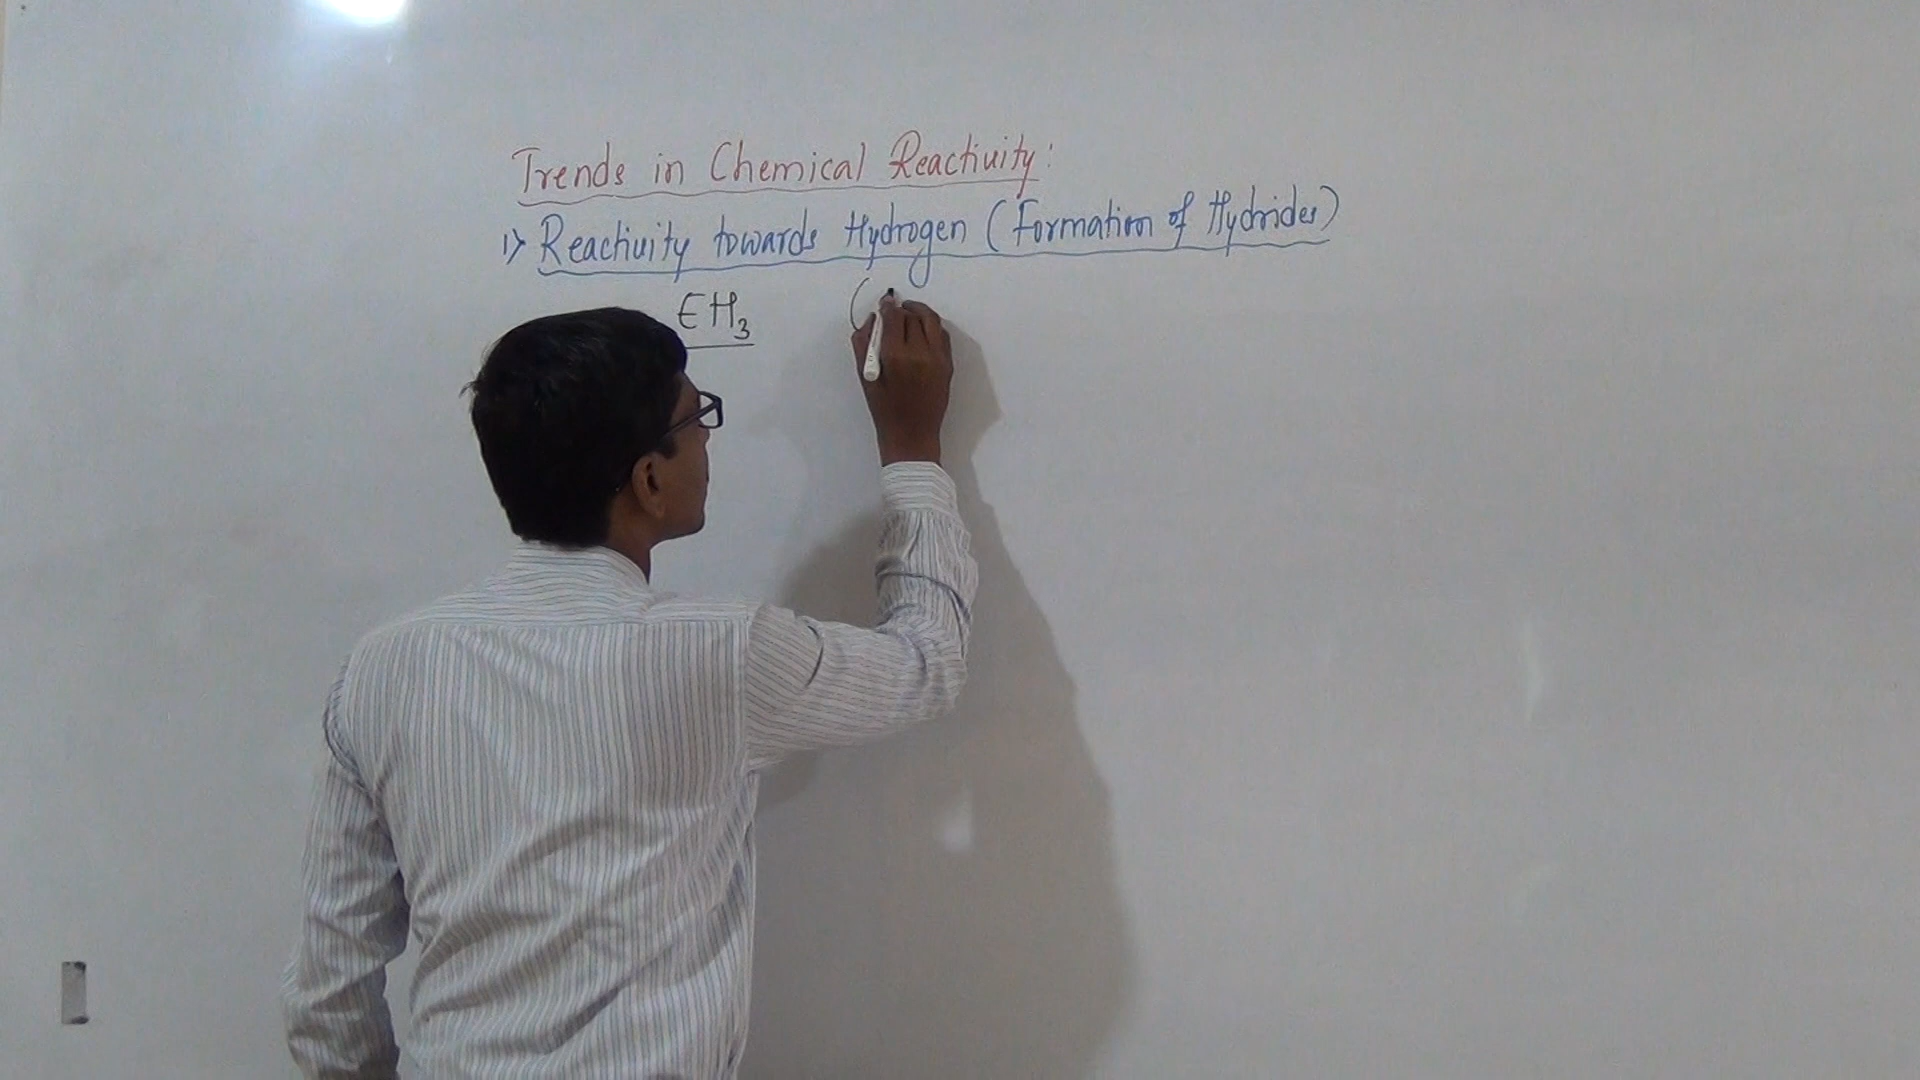 Trends in Chemical Reactivity:
1> Reactivity towards Hydrogen (Formation of Hydrides)
EH₃ (